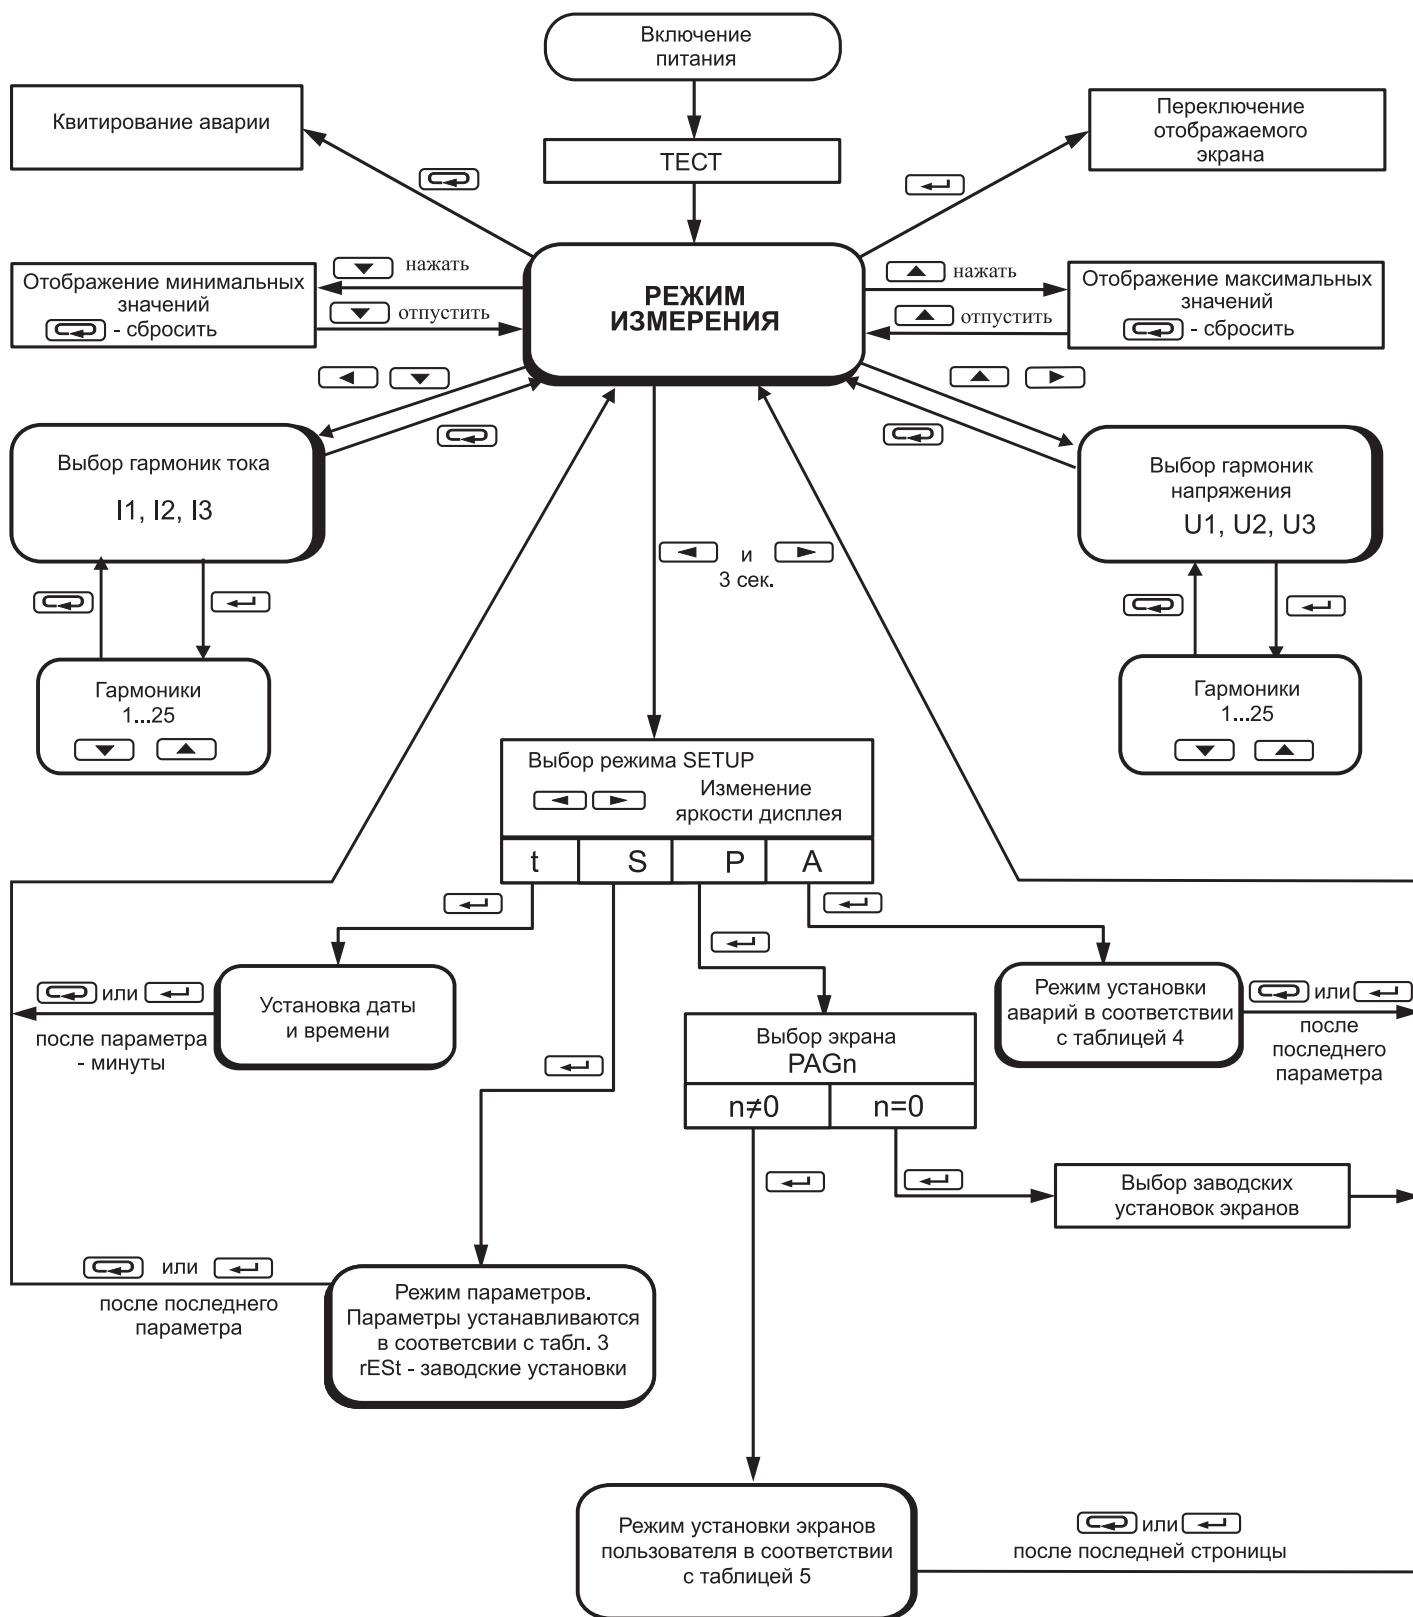 Включение
питания
Квитирование аварии
Переключение
отображаемого
экрана
ТЕСТ
Отображение минимальных
значений
- сбросить
нажать
отпустить
РЕЖИМ
ИЗМЕРЕНИЯ
нажать
отпустить
Отображение максимальных
значений
- сбросить
Выбор гармоник тока
I1, I2, I3
Выбор гармоник
напряжения
U1, U2, U3
и
3 сек.
Гармоники
1...25
Гармоники
1...25
Выбор режима SETUP
Изменение
яркости дисплея
t S P A
или
после параметра
- минуты
Установка даты
и времени
Режим установки
аварий в соответствии
с таблицей 4
или
после
последнего
параметра
Выбор экрана
PAGn
n≠0 n=0
Выбор заводских
установок экранов
или
после последнего
параметра
Режим параметров.
Параметры устанавливаются
в соответсвии с табл. 3
rESt - заводские установки
Режим установки экранов
пользователя в соответствии
с таблицей 5
или
после последней строницы